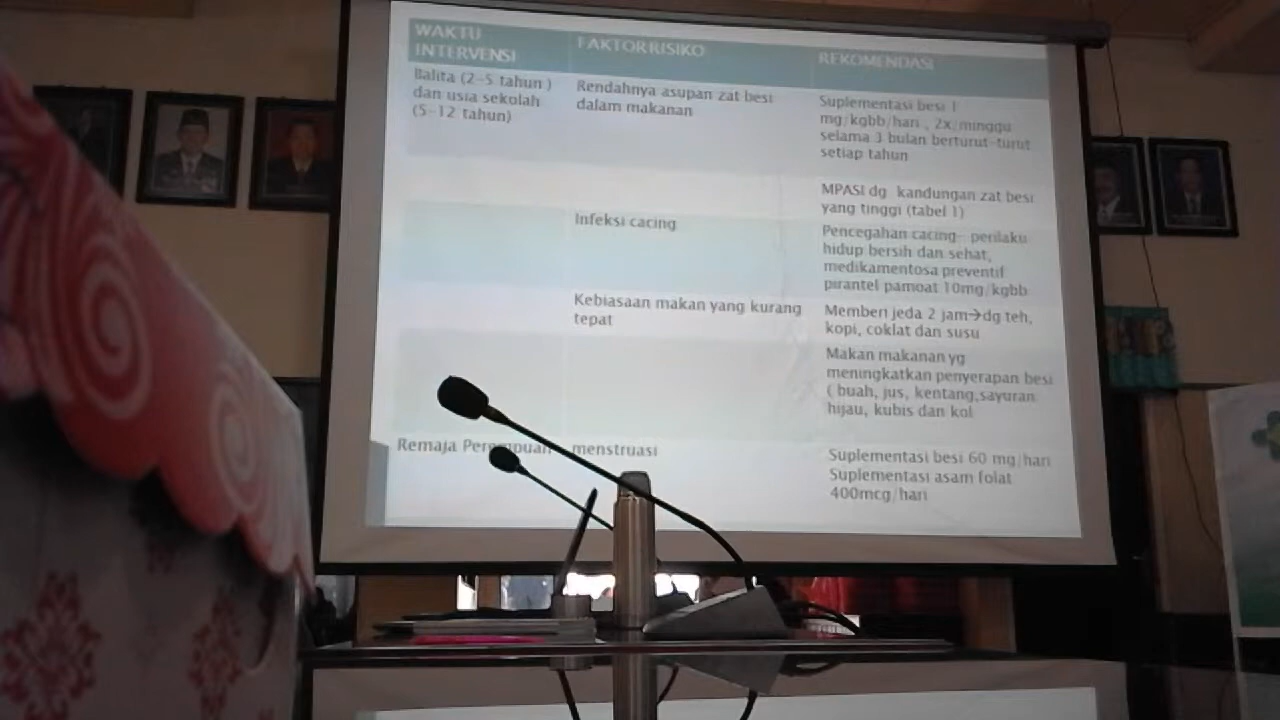 WAKTU
INTERVENSI
FAKTOR RISIKO
REKOMENDASI
Balita (2-5 tahun )
dan usia sekolah
(5-12 tahun)
Rendahnya asupan zat besi
dalam makanan
Suplementasi besi 1
mg/kgbb/hari , 2x/minggu
selama 3 bulan berturut-turut
setiap tahun
MPASI dg kandungan zat besi
yang tinggi (tabel 1)
Infeksi cacing
Pencegahan cacing- perilaku
hidup bersih dan sehat,
medikamentosa preventif
pirantel pamoat 10mg/kgbb
Kebiasaan makan yang kurang
tepat
Memberi jeda 2 jam→dg teh,
kopi, coklat dan susu
Makan makanan yg
meningkatkan penyerapan besi
( buah, jus, kentang,sayuran
hijau, kubis dan kol
Remaja Perempuan
menstruasi
Suplementasi besi 60 mg/hari
Suplementasi asam folat
400mcg/hari